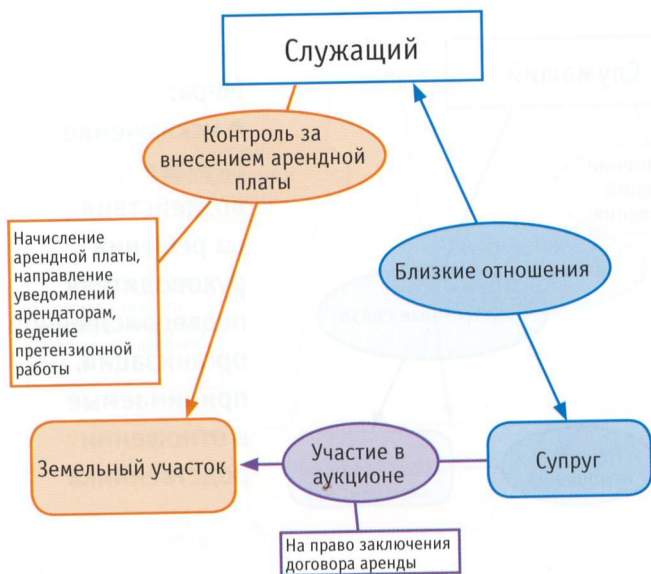 Служащий
Контроль за
внесением арендной
платы
Начисление
арендной платы,
направление
уведомлений
арендаторам,
ведение
претензионной
работы
Близкие отношения
Земельный участок
Участие в
аукционе
Супруг
На право заключения
договора аренды